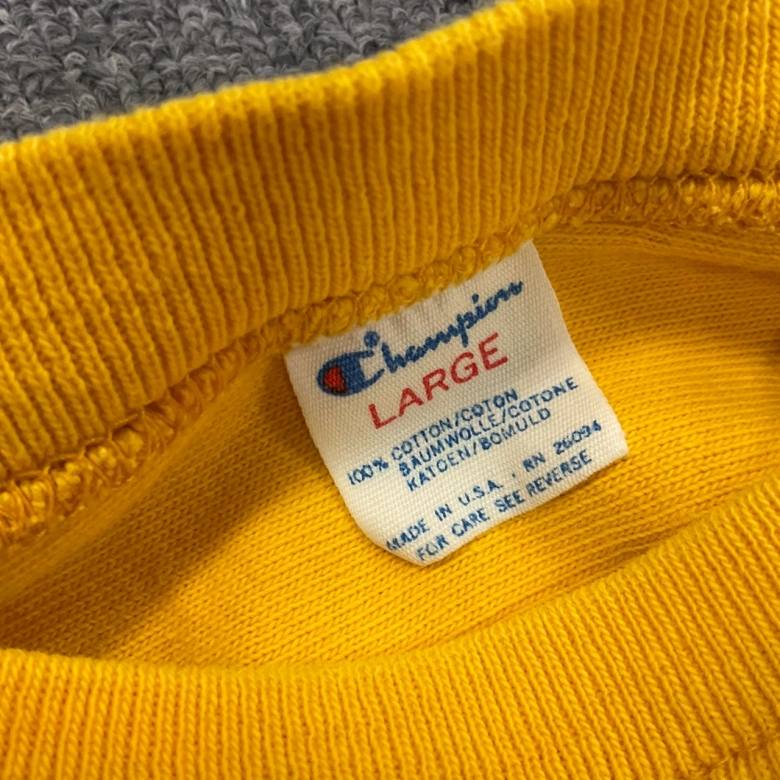 Champion
LARGE
100% COTTON/COTON
BAUMWOLLE/COTONE
KATOEN/BOMULD
MADE IN U.S.A. · RN 26094
FOR CARE SEE REVERSE